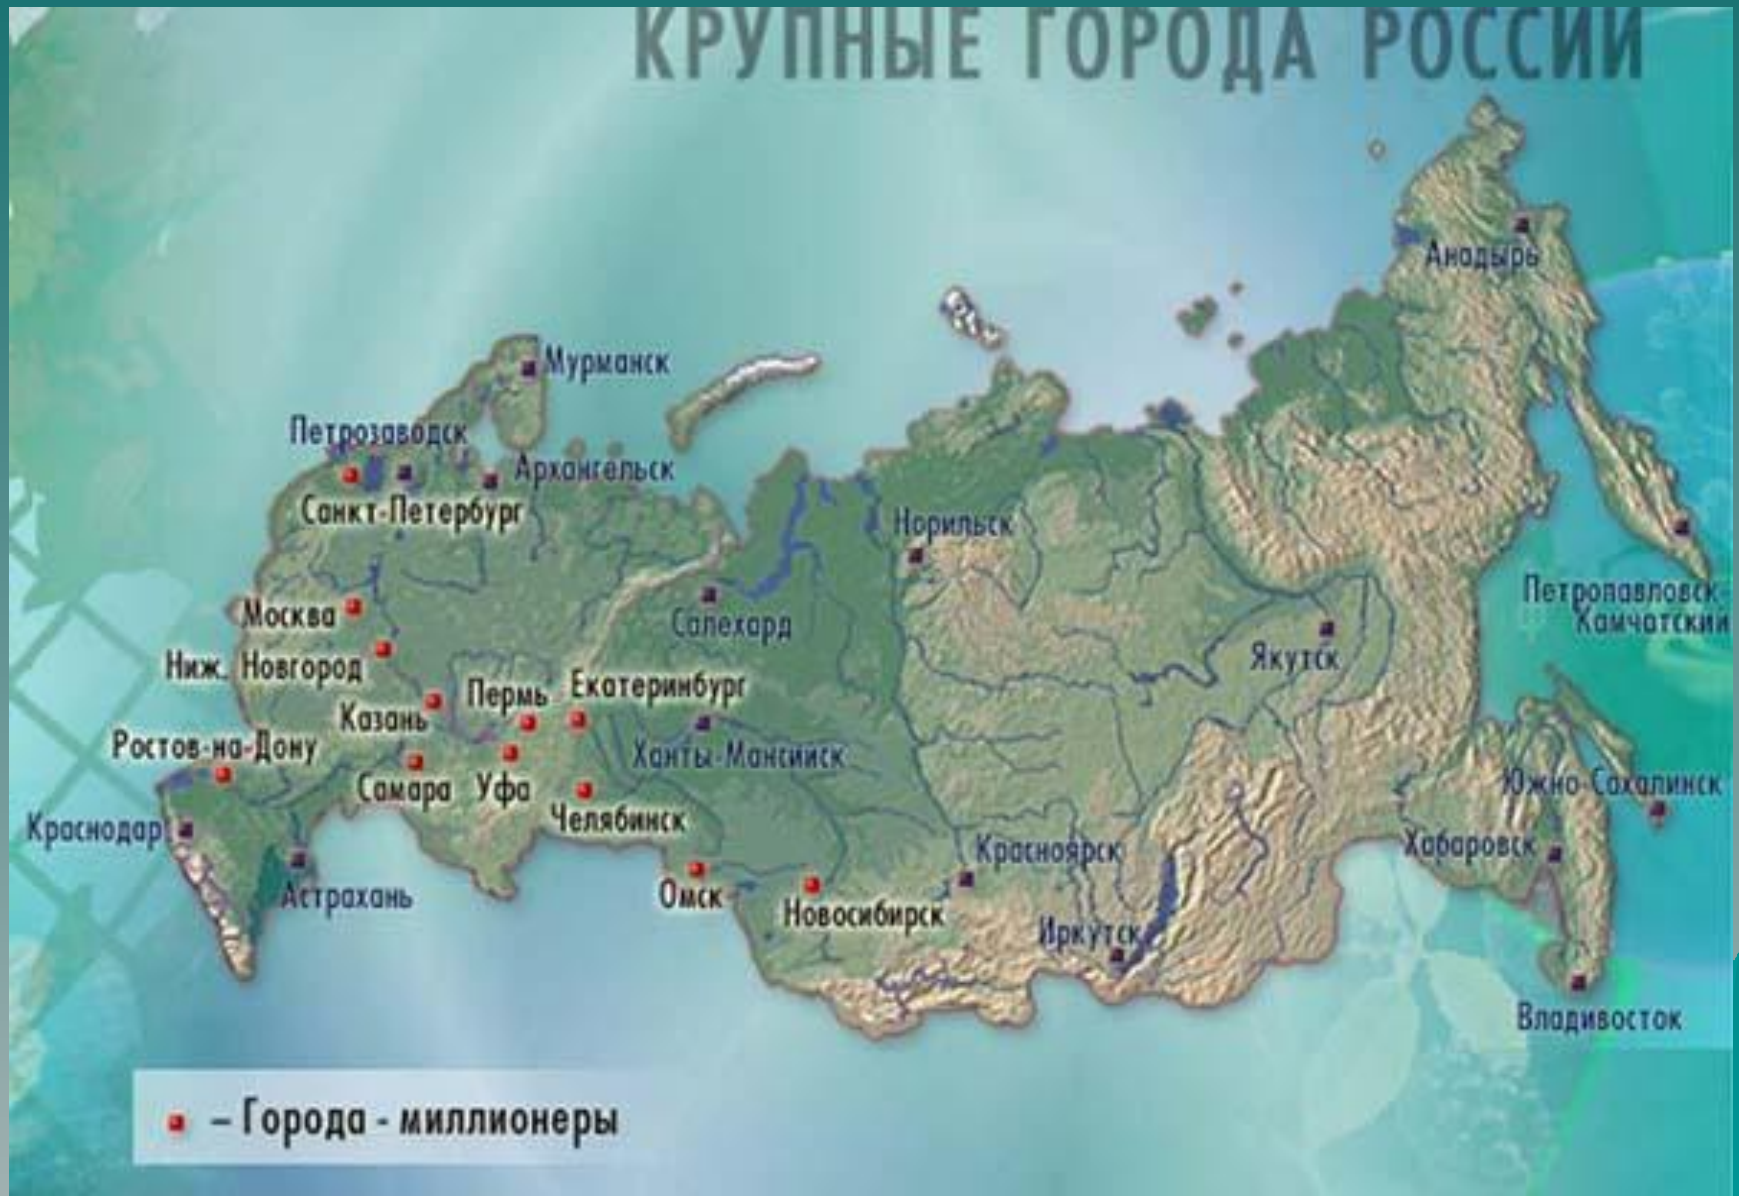 КРУПНЫЕ ГОРОДА РОССИИ
Анадырь
Мурманск
Петрозаводск
Архангельск
Санкт-Петербург
Норильск
Петропавловск-
Камчатский
Москва
Салехард
Якутск
Ниж. Новгород
Пермь
Екатеринбург
Казань
Ростов-на-Дону
Ханты-Мансийск
Самара
Уфа
Южно-Сахалинск
Челябинск
Краснодар
Красноярск
Хабаровск
Астрахань
Омск
Новосибирск
Иркутск
Владивосток
– Города - миллионеры